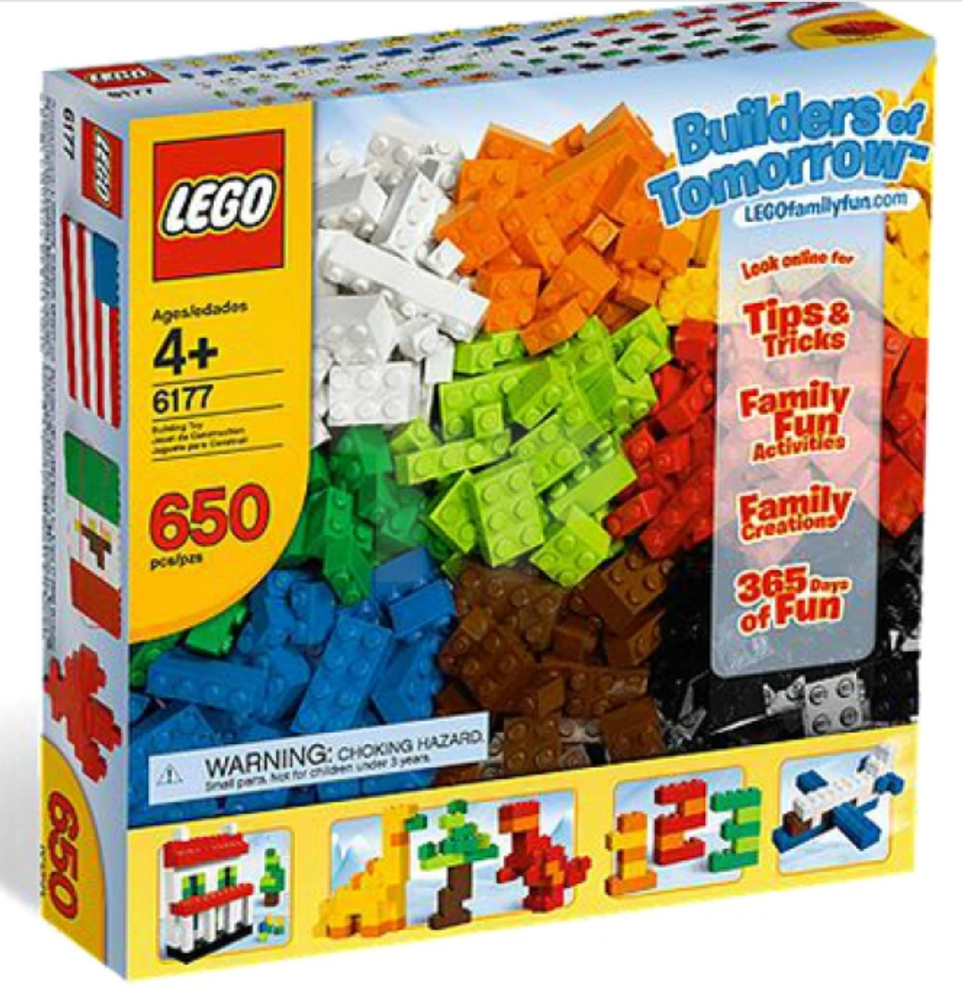 LEGO
6177
6177
LEGO
650
LEGO
Ages/edades
4+
6177
Building Toy
Jouet de Construction
Juguete para Construir
650
pcs/pzs
Builders of
Tomorrow™
LEGOfamilyfun.com
Look online for
Tips &
Tricks
Family
Fun
Activities
Family
Creations
365 Days
of Fun
WARNING: CHOKING HAZARD.
Small parts. Not for children under 3 years.